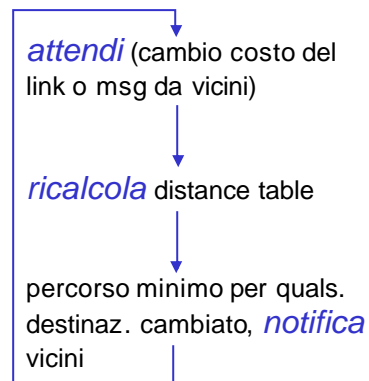 attendi (cambio costo del
link o msg da vicini)
ricalcola distance table
percorso minimo per quals.
destinaz. cambiato, notifica
vicini